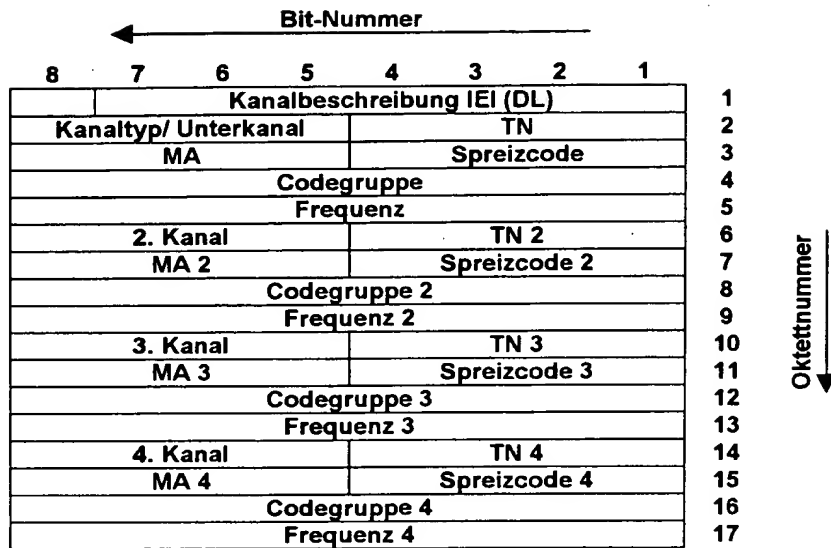 Bit-Nummer
8 7 6 5 4 3 2 1
Kanalbeschreibung IEI (DL) 1
Kanaltyp/ Unterkanal TN 2
MA Spreizcode 3
Codegruppe 4
Frequenz 5
2. Kanal TN 2 6
MA 2 Spreizcode 2 7
Codegruppe 2 8
Frequenz 2 9
3. Kanal TN 3 10
MA 3 Spreizcode 3 11
Codegruppe 3 12
Frequenz 3 13
4. Kanal TN 4 14
MA 4 Spreizcode 4 15
Codegruppe 4 16
Frequenz 4 17
Oktettnummer